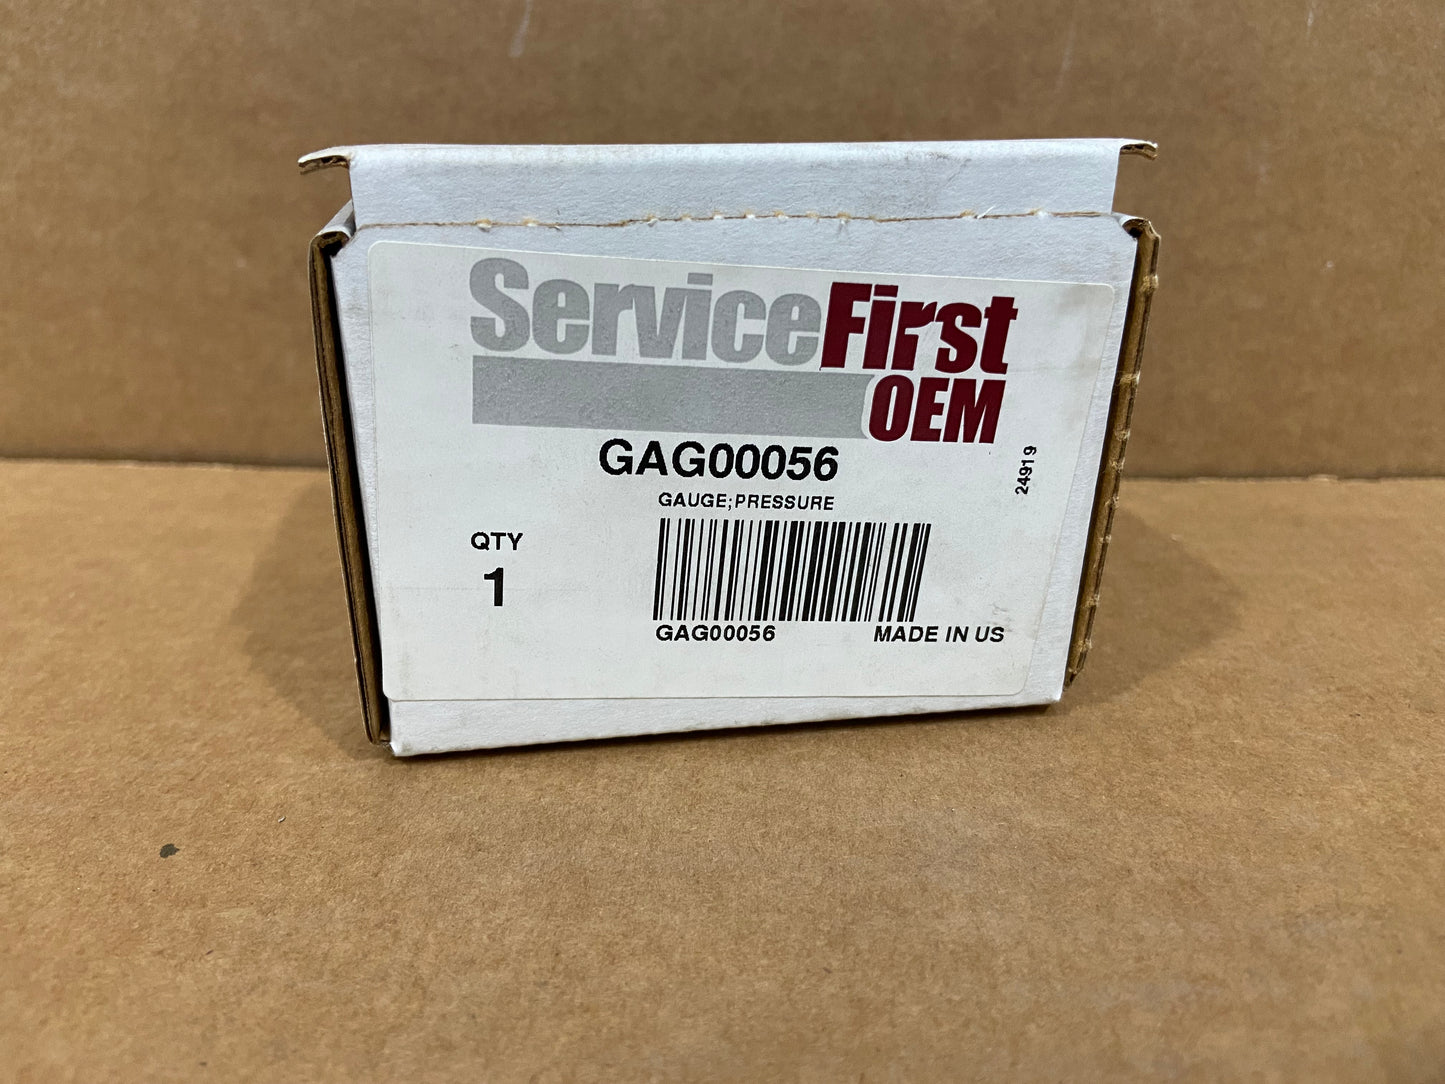 ServiceFirst
OEM
GAG00056
GAUGE;PRESSURE
24919
QTY
1
GAG00056
MADE IN US